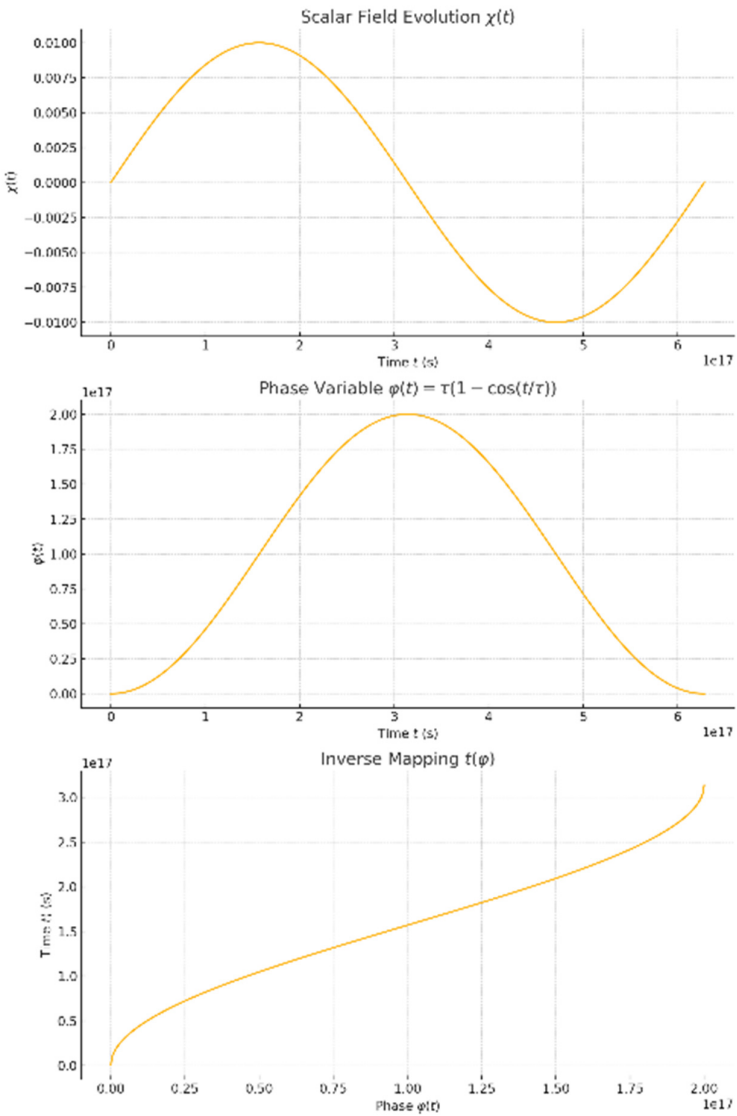 Scalar Field Evolution χ(t)
0.0100
0.0075
0.0050
0.0025
0.0000
−0.0025
−0.0050
−0.0075
−0.0100
χ(t)
0 1 2 3 4 5 6
1e17
Time t (s)
1e17
Phase Variable φ(t) = τ(1 − cos(t/τ))
2.00
1.75
1.50
1.25
1.00
0.75
0.50
0.25
0.00
φ(t)
0 1 2 3 4 5 6
1e17
Time t (s)
1e17
Inverse Mapping t(φ)
3.0
2.5
2.0
1.5
1.0
0.5
0.0
Time t (s)
0.00 0.25 0.50 0.75 1.00 1.25 1.50 1.75 2.00
1e17
Phase φ(t)